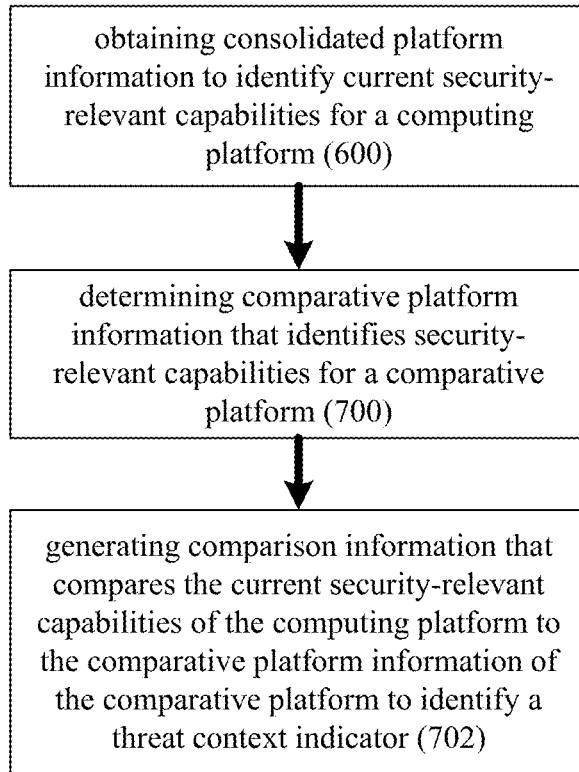 obtaining consolidated platform
information to identify current security-
relevant capabilities for a computing
platform (600)
determining comparative platform
information that identifies security-
relevant capabilities for a comparative
platform (700)
generating comparison information that
compares the current security-relevant
capabilities of the computing platform to
the comparative platform information of
the comparative platform to identify a
threat context indicator (702)